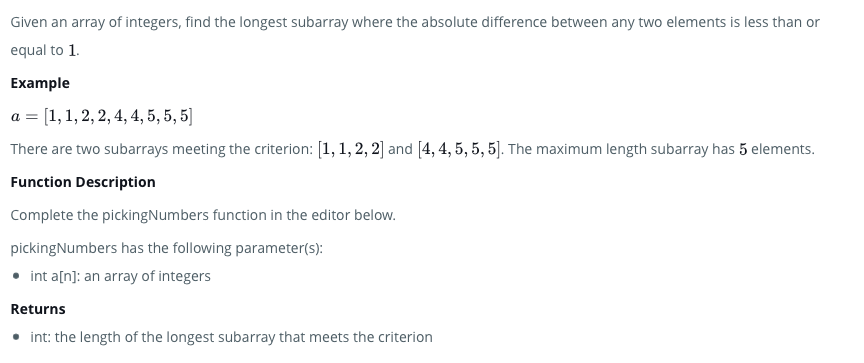 Given an array of integers, find the longest subarray where the absolute difference between any two elements is less than or
equal to 1.
Example
a = [1, 1, 2, 2, 4, 4, 5, 5, 5]
There are two subarrays meeting the criterion: [1, 1, 2, 2] and [4, 4, 5, 5, 5]. The maximum length subarray has 5 elements.
Function Description
Complete the pickingNumbers function in the editor below.
pickingNumbers has the following parameter(s):
• int a[n]: an array of integers
Returns
• int: the length of the longest subarray that meets the criterion